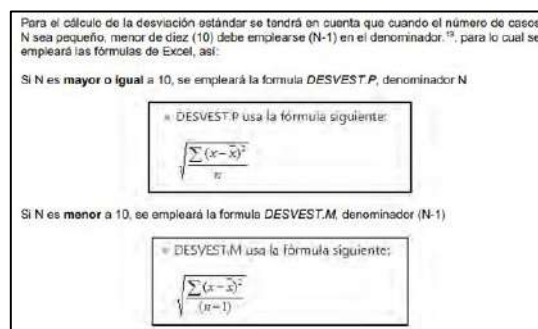 Para el cálculo de la desviación estándar se tendrá en cuenta que cuando el número de casos
N sea pequeño, menor de diez (10) debe emplearse (N-1) en el denominador.¹³, para lo cual se
empleará las fórmulas de Excel, así:
Si N es mayor o igual a 10, se empleará la formula DESVEST.P, denominador N
DESVEST.P usa la fórmula siguiente:
√(∑(x−x̅)²/n)
Si N es menor a 10, se empleará la formula DESVEST.M, denominador (N-1)
DESVEST.M usa la fórmula siguiente:
√(∑(x−x̅)²/(n−1))